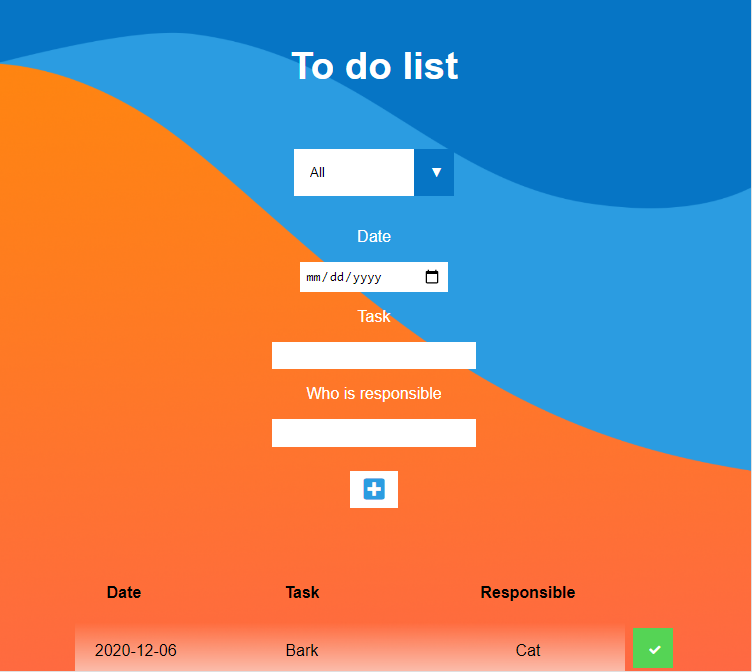 To do list
All ▼
Date
mm/dd/yyyy
Task
Who is responsible
Date Task Responsible
2020-12-06 Bark Cat